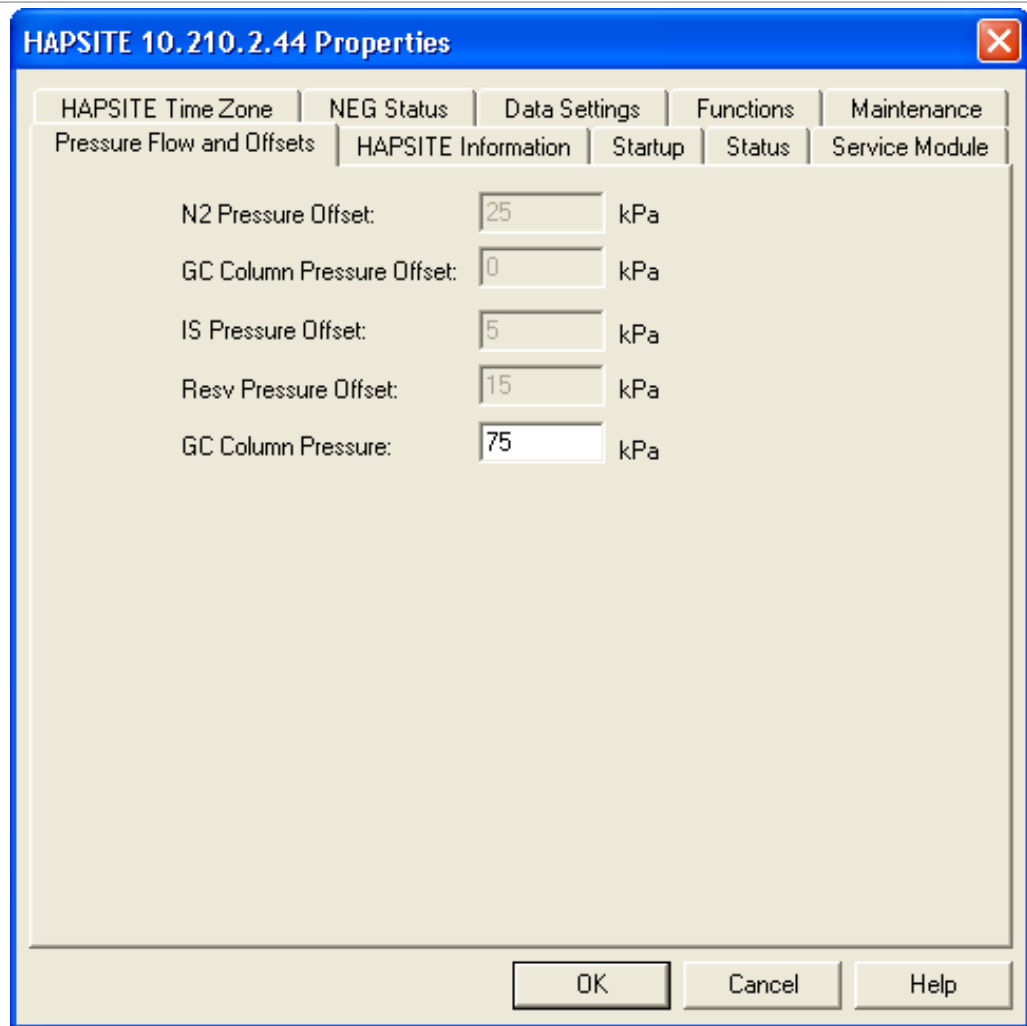 HAPSITE 10.210.2.44 Properties
HAPSITE Time Zone NEG Status Data Settings Functions Maintenance
Pressure Flow and Offsets HAPSITE Information Startup Status Service Module
N2 Pressure Offset: 25 kPa
GC Column Pressure Offset: 0 kPa
IS Pressure Offset: 5 kPa
Resv Pressure Offset: 15 kPa
GC Column Pressure: 75 kPa
OK Cancel Help